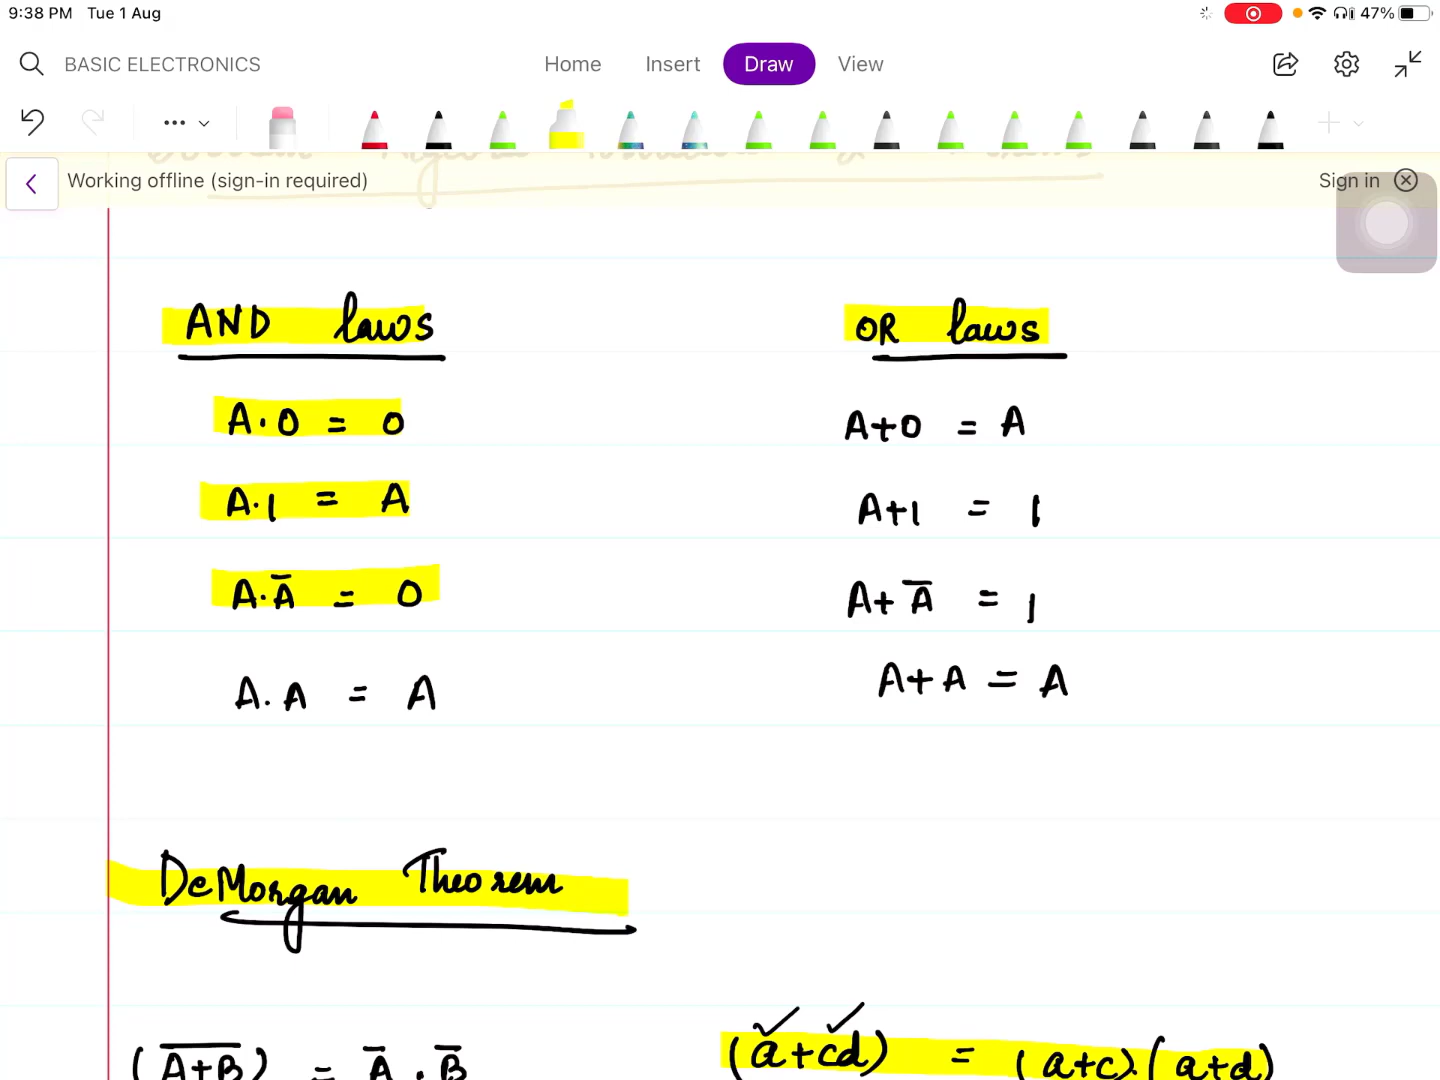 9:38 PM Tue 1 Aug 47%
BASIC ELECTRONICS Home Insert Draw View
Working offline (sign-in required) Sign in
AND laws
A·0 = 0
A·1 = A
A·A̅ = 0
A·A = A
OR laws
A+0 = A
A+1 = 1
A+A̅ = 1
A+A = A
DeMorgan Theorem
(A̅+̅B̅) = A̅ · B̅
(a+cd) = (a+c)·(a+d)